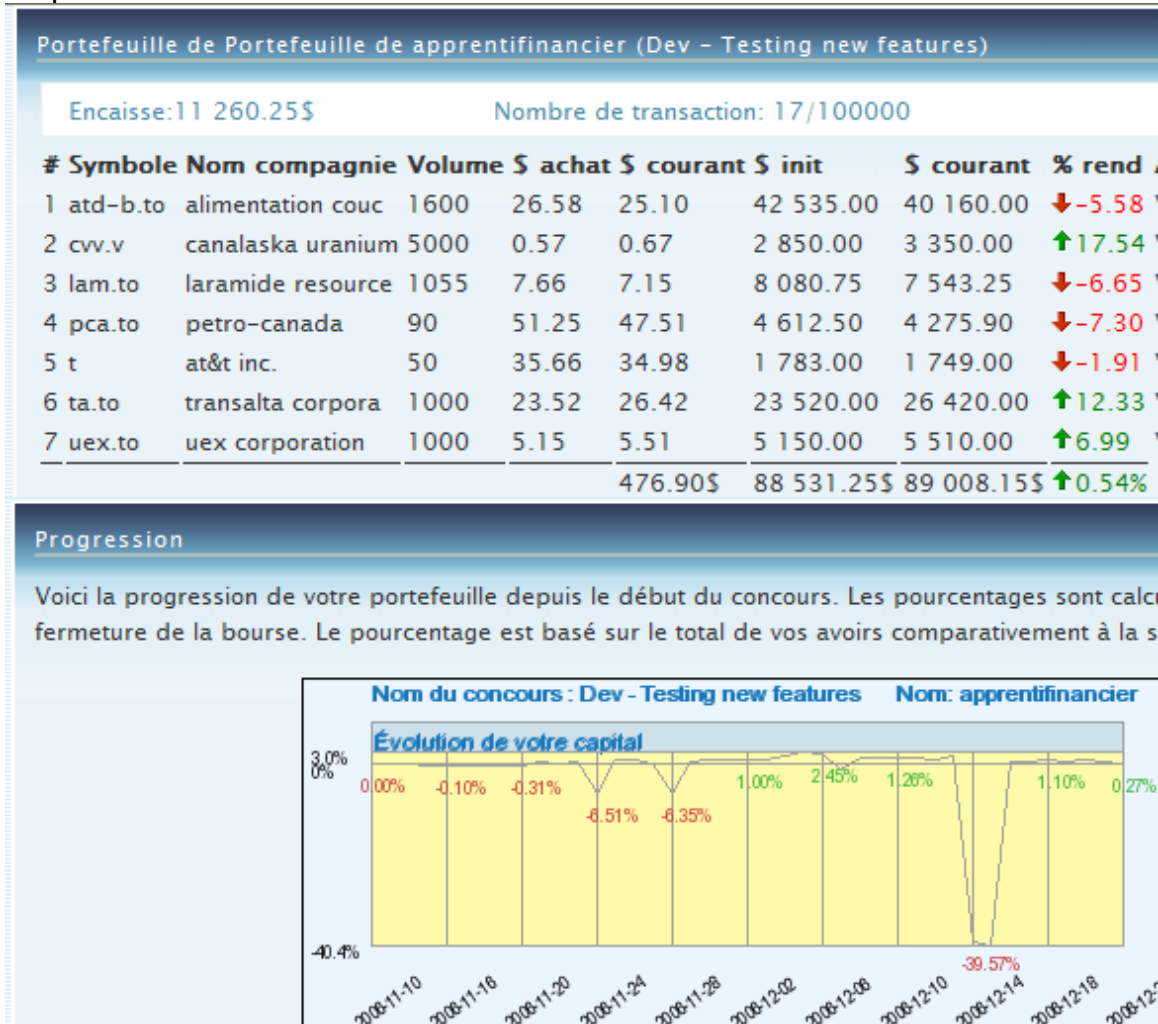 Portefeuille de Portefeuille de apprentifinancier (Dev - Testing new features)
Encaisse:11 260.25$ Nombre de transaction: 17/100000
# Symbole Nom compagnie Volume $ achat $ courant $ init $ courant % rend
1 atd-b.to alimentation couc 1600 26.58 25.10 42 535.00 40 160.00 -5.58
2 cvv.v canalaska uranium 5000 0.57 0.67 2 850.00 3 350.00 17.54
3 lam.to laramide resource 1055 7.66 7.15 8 080.75 7 543.25 -6.65
4 pca.to petro-canada 90 51.25 47.51 4 612.50 4 275.90 -7.30
5 t at&t inc. 50 35.66 34.98 1 783.00 1 749.00 -1.91
6 ta.to transalta corpora 1000 23.52 26.42 23 520.00 26 420.00 12.33
7 uex.to uex corporation 1000 5.15 5.51 5 150.00 5 510.00 6.99
476.90$ 88 531.25$ 89 008.15$ 0.54%
Progression
Voici la progression de votre portefeuille depuis le début du concours. Les pourcentages sont calcu
fermeture de la bourse. Le pourcentage est basé sur le total de vos avoirs comparativement à la s
Nom du concours : Dev - Testing new features Nom: apprentifinancier
Évolution de votre capital
3.0%
0%
0.00% -0.10% -0.31% -6.51% -6.35% 1.00% 2.45% 1.26% -39.57% 1.10% 0.27%
-40.4%
2008-11-10 2008-11-16 2008-11-20 2008-11-24 2008-11-28 2008-12-02 2008-12-06 2008-12-10 2008-12-14 2008-12-18